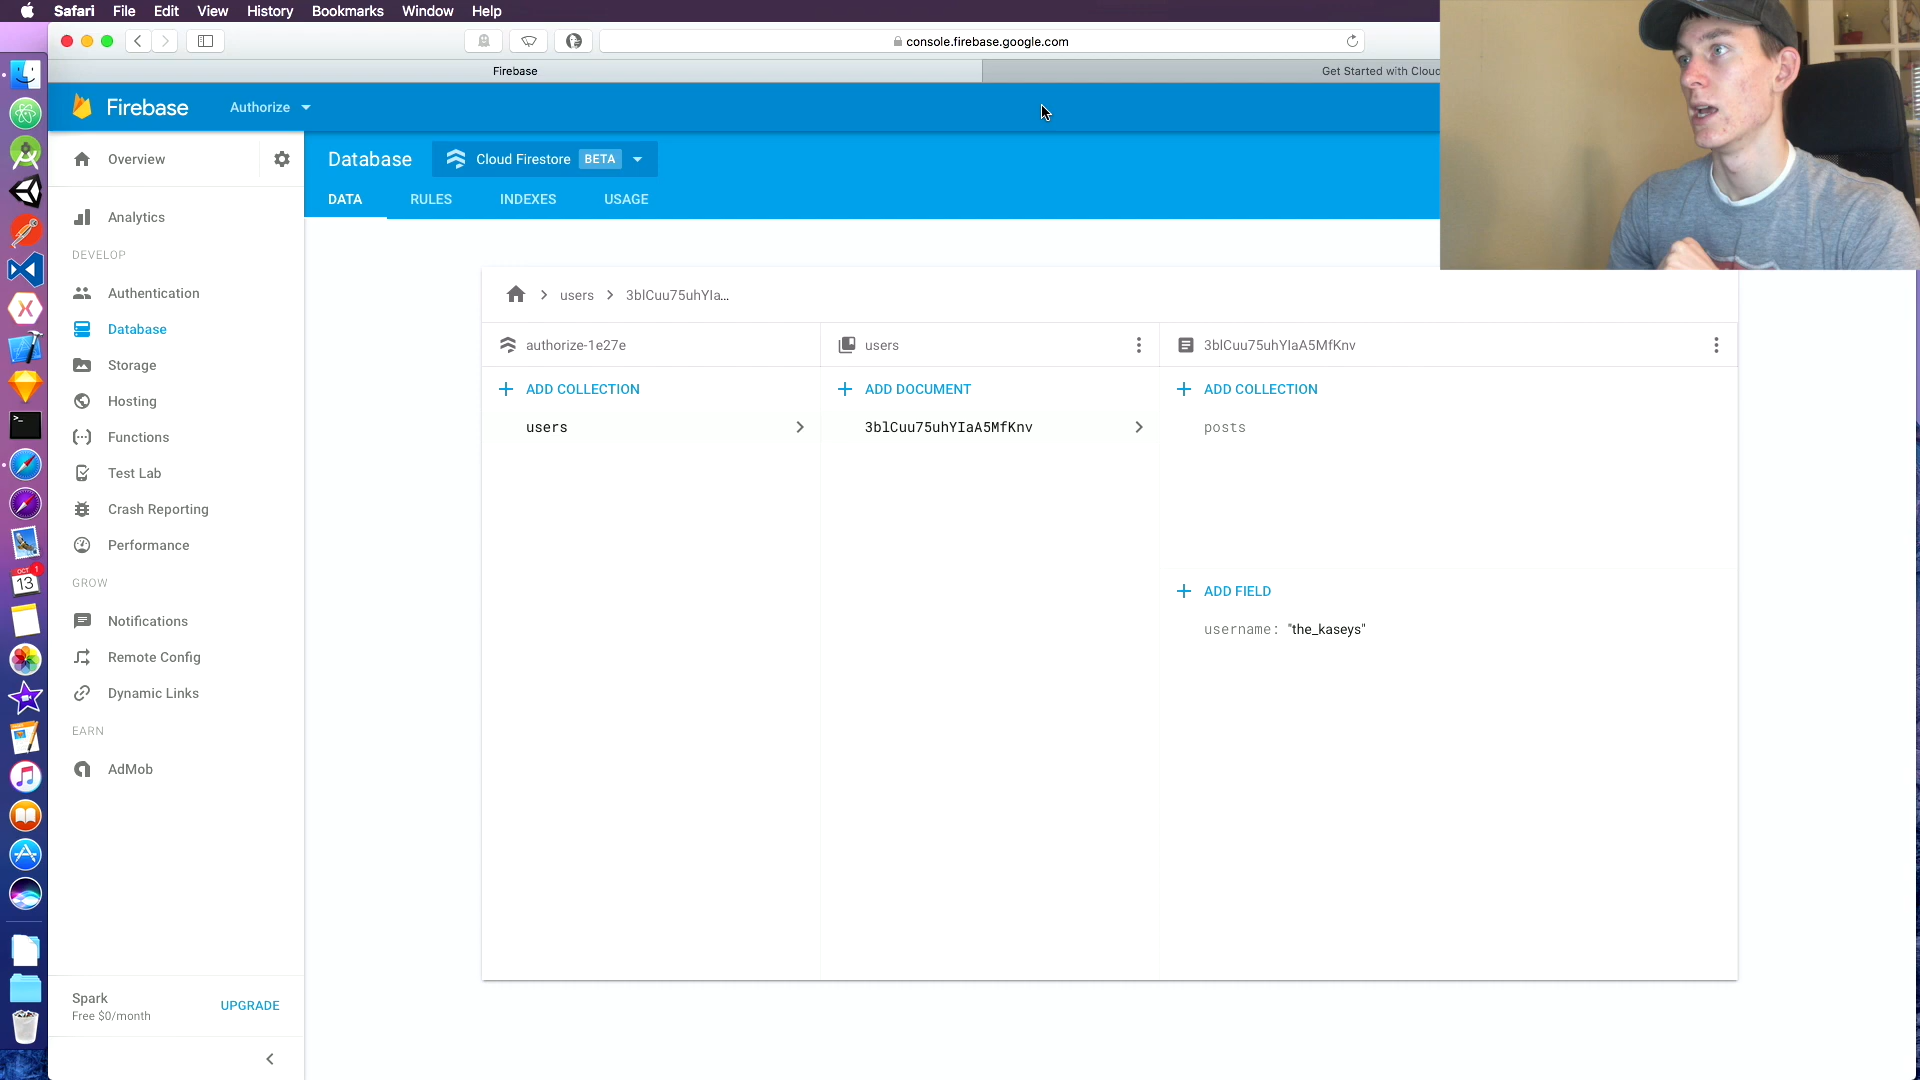 Safari File Edit View History Bookmarks Window Help
console.firebase.google.com
Firebase
Get Started with Clou
Firebase
Authorize
Overview
Database
Cloud Firestore BETA
DATA RULES INDEXES USAGE
Analytics
DEVELOP
Authentication
Database
Storage
Hosting
Functions
Test Lab
Crash Reporting
Performance
GROW
Notifications
Remote Config
Dynamic Links
EARN
AdMob
Spark
Free $0/month
UPGRADE
users
3blCuu75uhYIa...
authorize-1e27e
users
3blCuu75uhYIaA5MfKnv
ADD COLLECTION
ADD DOCUMENT
ADD COLLECTION
users
3blCuu75uhYIaA5MfKnv
posts
ADD FIELD
username: "the_kaseys"
OCT
13
1